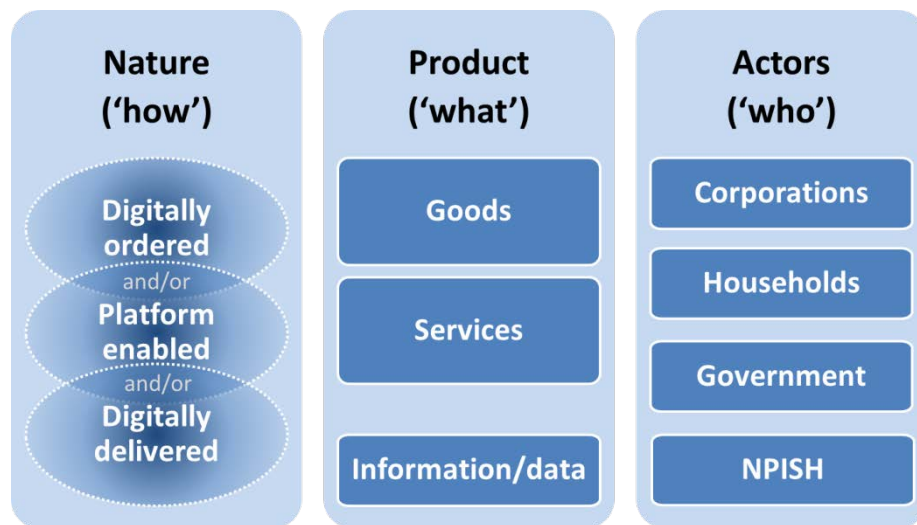 Nature
(‘how’)
Digitally
ordered
and/or
Platform
enabled
and/or
Digitally
delivered
Product
(‘what’)
Goods
Services
Information/data
Actors
(‘who’)
Corporations
Households
Government
NPISH